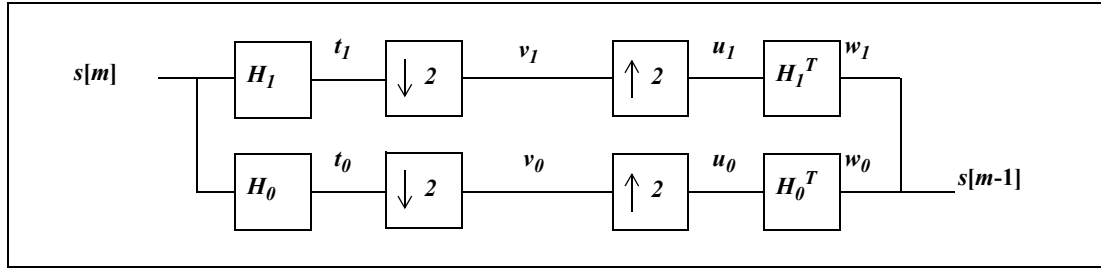 t₁ v₁ u₁ w₁
s[m] H₁ ↓ 2 ↑ 2 H₁ᵀ
t₀ v₀ u₀ w₀
H₀ ↓ 2 ↑ 2 H₀ᵀ s[m-1]